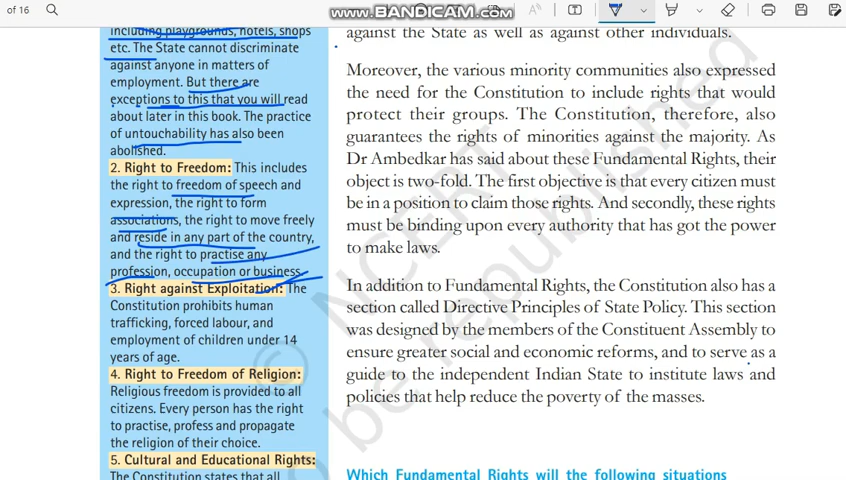 of 16
www.BANDICAM.com
including playgrounds, hotels, shops
etc. The State cannot discriminate
against anyone in matters of
employment. But there are
exceptions to this that you will read
about later in this book. The practice
of untouchability has also been
abolished.
2. Right to Freedom: This includes
the right to freedom of speech and
expression, the right to form
associations, the right to move freely
and reside in any part of the country,
and the right to practise any
profession, occupation or business.
3. Right against Exploitation: The
Constitution prohibits human
trafficking, forced labour, and
employment of children under 14
years of age.
4. Right to Freedom of Religion:
Religious freedom is provided to all
citizens. Every person has the right
to practise, profess and propagate
the religion of their choice.
5. Cultural and Educational Rights:
The Constitution states that all
against the State as well as against other individuals.
Moreover, the various minority communities also expressed
the need for the Constitution to include rights that would
protect their groups. The Constitution, therefore, also
guarantees the rights of minorities against the majority. As
Dr Ambedkar has said about these Fundamental Rights, their
object is two-fold. The first objective is that every citizen must
be in a position to claim those rights. And secondly, these rights
must be binding upon every authority that has got the power
to make laws.
In addition to Fundamental Rights, the Constitution also has a
section called Directive Principles of State Policy. This section
was designed by the members of the Constituent Assembly to
ensure greater social and economic reforms, and to serve as a
guide to the independent Indian State to institute laws and
policies that help reduce the poverty of the masses.
Which Fundamental Rights will the following situations
© NCERT
be republished